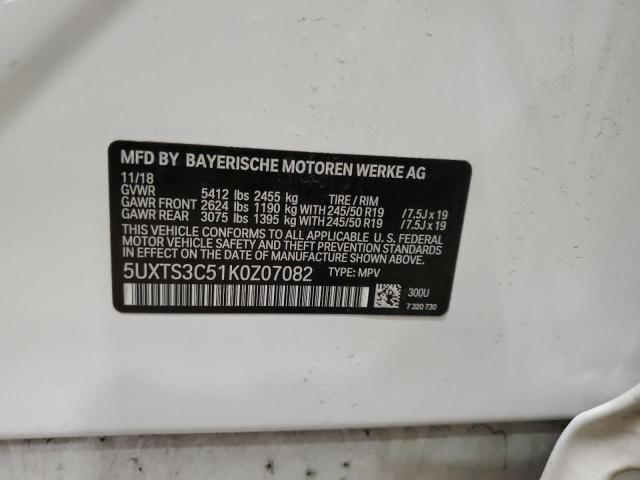 MFD BY BAYERISCHE MOTOREN WERKE AG
11/18
GVWR 5412 lbs 2455 kg TIRE / RIM
GAWR FRONT 2624 lbs 1190 kg WITH 245/50 R19 /7.5J x 19
GAWR REAR 3075 lbs 1395 kg WITH 245/50 R19 /7.5J x 19
THIS VEHICLE CONFORMS TO ALL APPLICABLE U. S. FEDERAL
MOTOR VEHICLE SAFETY AND THEFT PREVENTION STANDARDS
IN EFFECT ON THE DATE OF MANUFACTURE SHOWN ABOVE.
5UXTS3C51K0Z07082 TYPE: MPV
300U
7 320 730